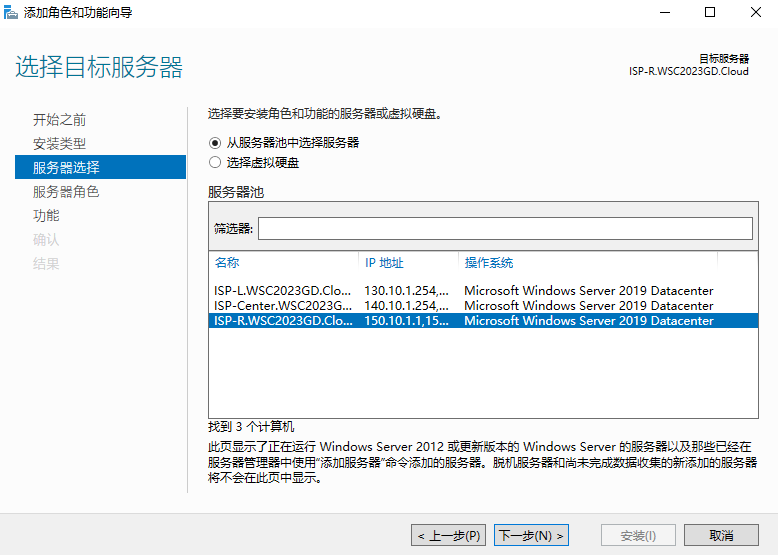 添加角色和功能向导
选择目标服务器
目标服务器
ISP-R.WSC2023GD.Cloud
开始之前
安装类型
服务器选择
服务器角色
功能
确认
结果
选择要安装角色和功能的服务器或虚拟硬盘。
从服务器池中选择服务器
选择虚拟硬盘
服务器池
筛选器:
名称 IP 地址 操作系统
ISP-L.WSC2023GD.Clo... 130.10.1.254,... Microsoft Windows Server 2019 Datacenter
ISP-Center.WSC2023G... 140.10.1.254,... Microsoft Windows Server 2019 Datacenter
ISP-R.WSC2023GD.Clo... 150.10.1.1,15... Microsoft Windows Server 2019 Datacenter
找到 3 个计算机
此页显示了正在运行 Windows Server 2012 或更新版本的 Windows Server 的服务器以及那些已经在
服务器管理器中使用"添加服务器"命令添加的服务器。脱机服务器和尚未完成数据收集的新添加的服务器
将不会在此页中显示。
< 上一步(P) 下一步(N) > 安装(I) 取消